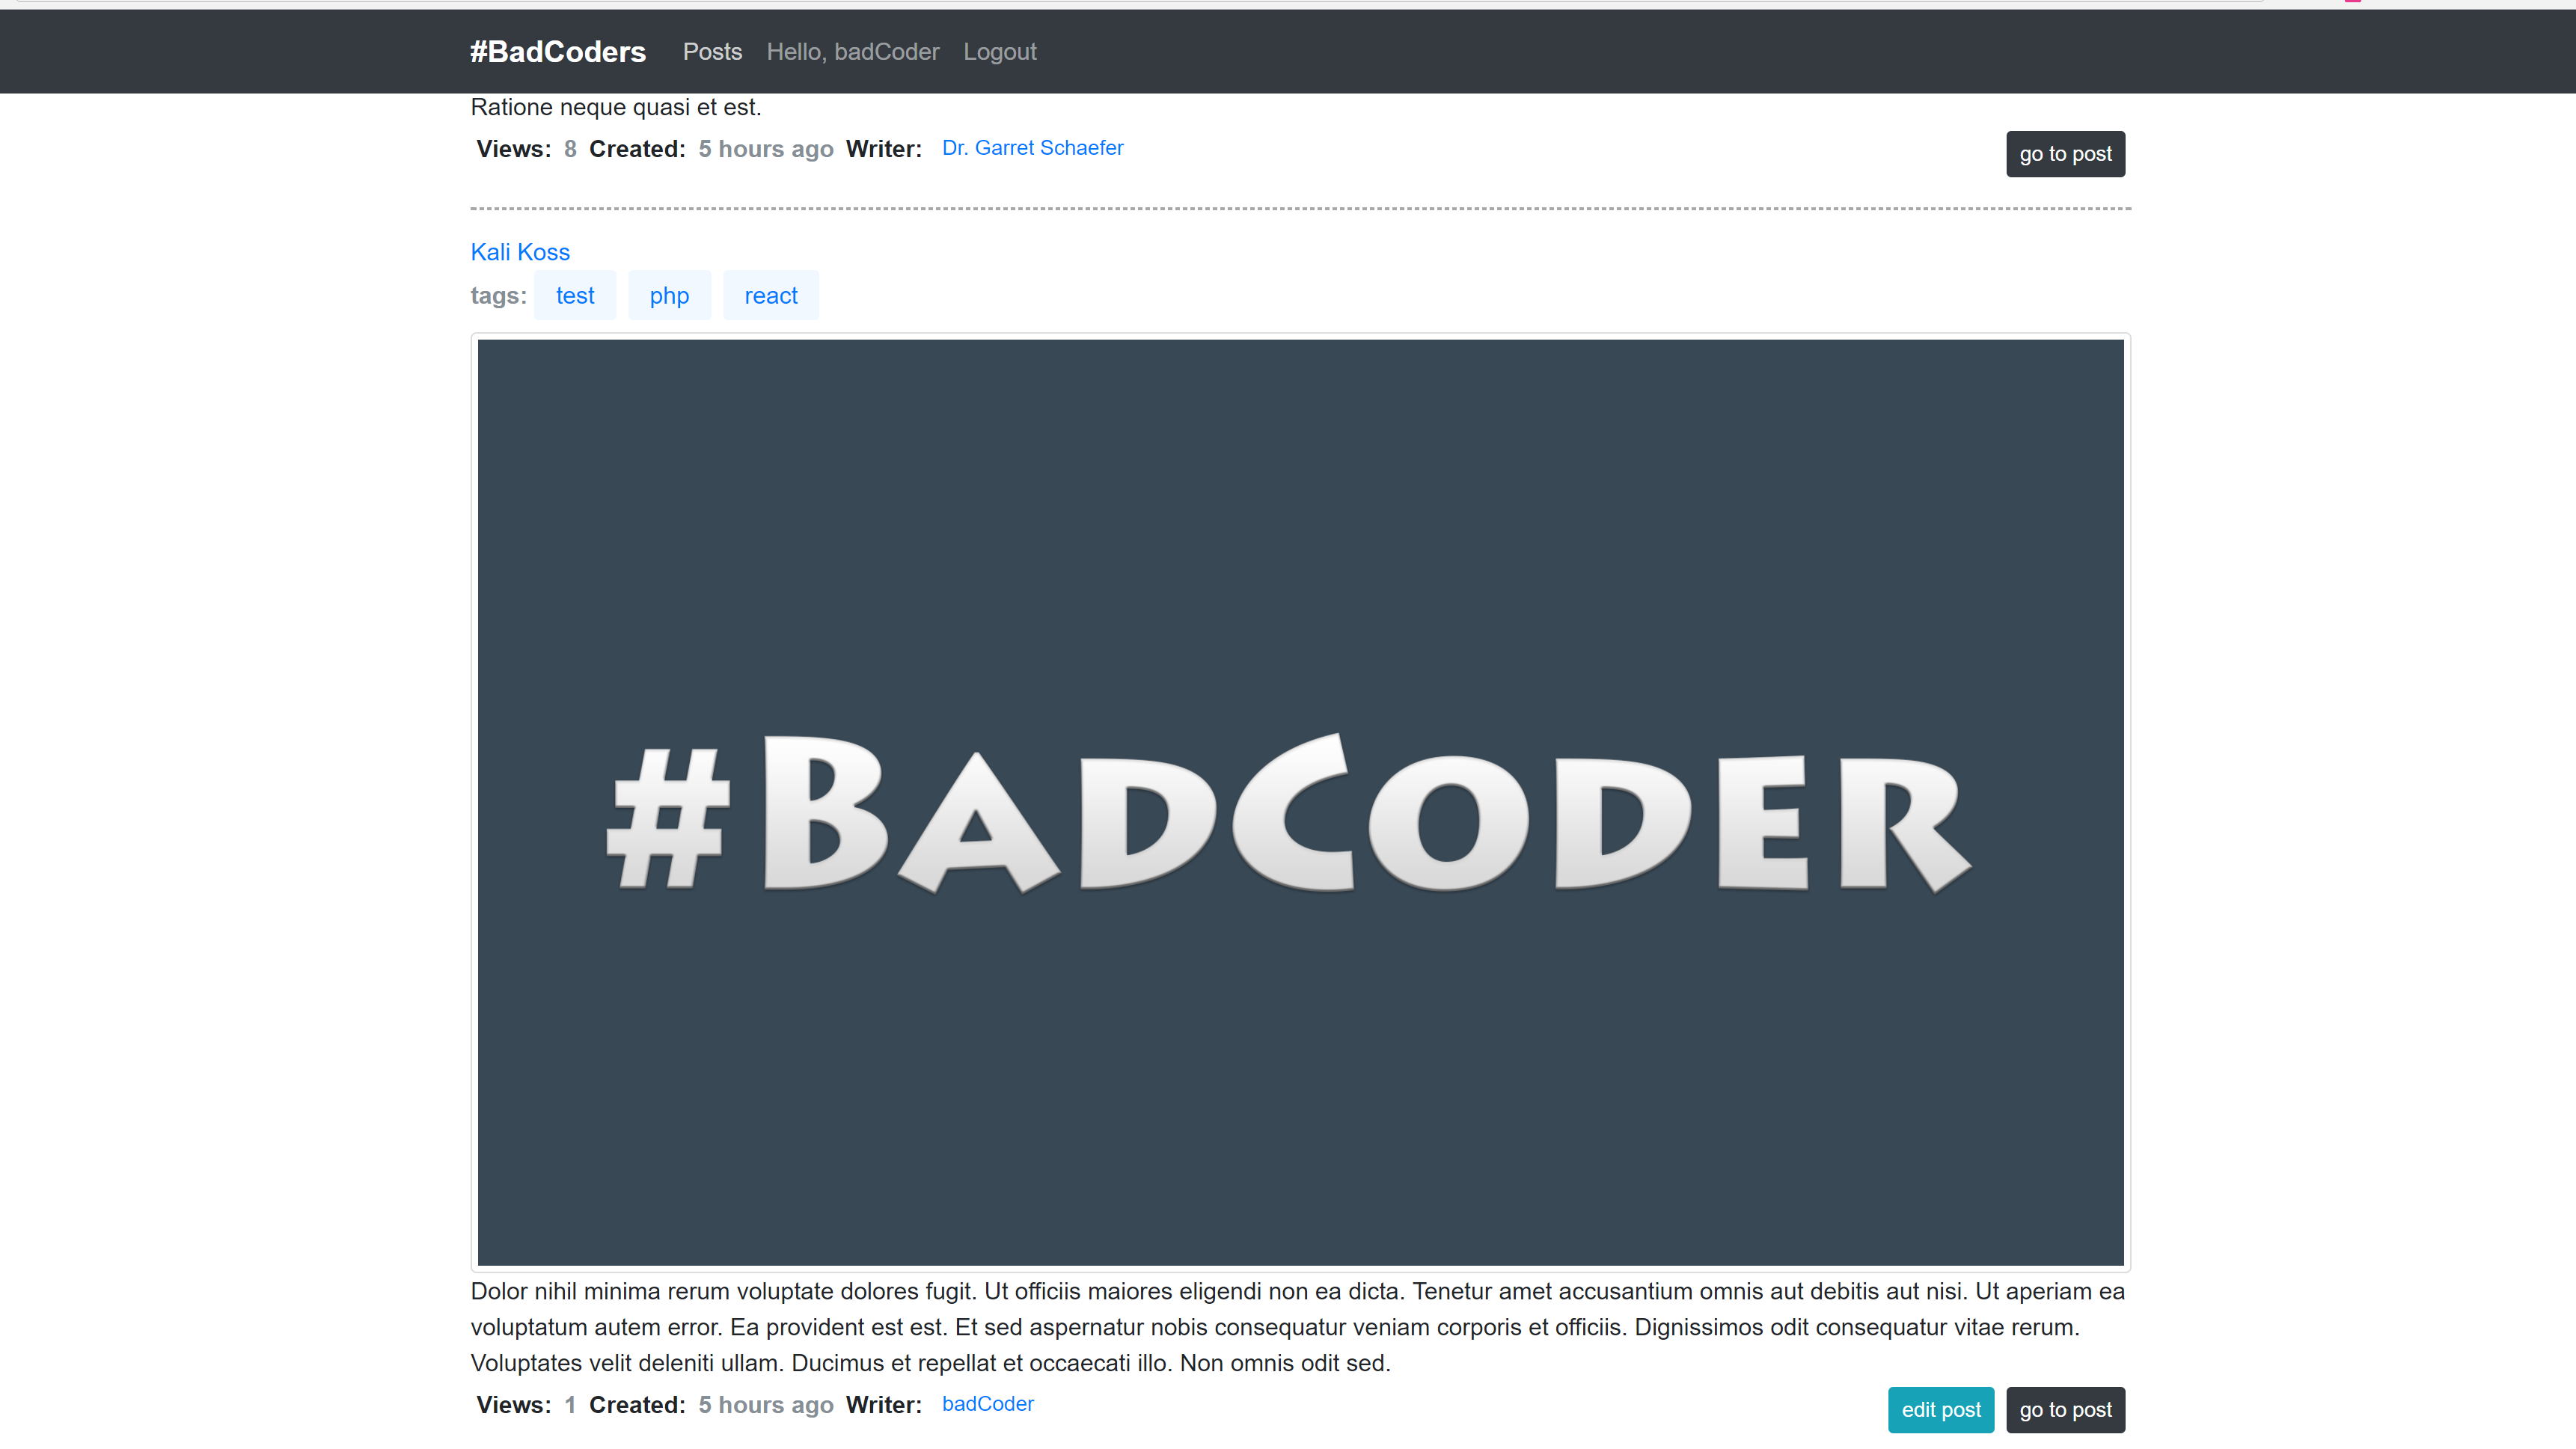 #BadCoders Posts Hello, badCoder Logout
Ratione neque quasi et est.
Views: 8 Created: 5 hours ago Writer: Dr. Garret Schaefer go to post
Kali Koss
tags: test php react
#BadCoder
Dolor nihil minima rerum voluptate dolores fugit. Ut officiis maiores eligendi non ea dicta. Tenetur amet accusantium omnis aut debitis aut nisi. Ut aperiam ea
voluptatum autem error. Ea provident est est. Et sed aspernatur nobis consequatur veniam corporis et officiis. Dignissimos odit consequatur vitae rerum.
Voluptates velit deleniti ullam. Ducimus et repellat et occaecati illo. Non omnis odit sed.
Views: 1 Created: 5 hours ago Writer: badCoder edit post go to post